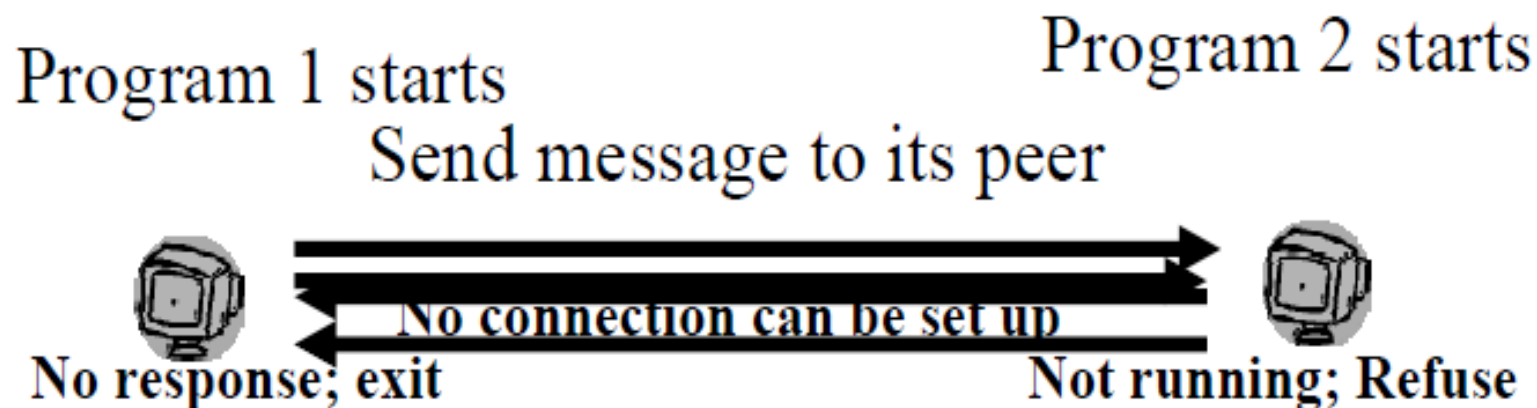 Program 1 starts
Program 2 starts
Send message to its peer
No connection can be set up
No response; exit
Not running; Refuse